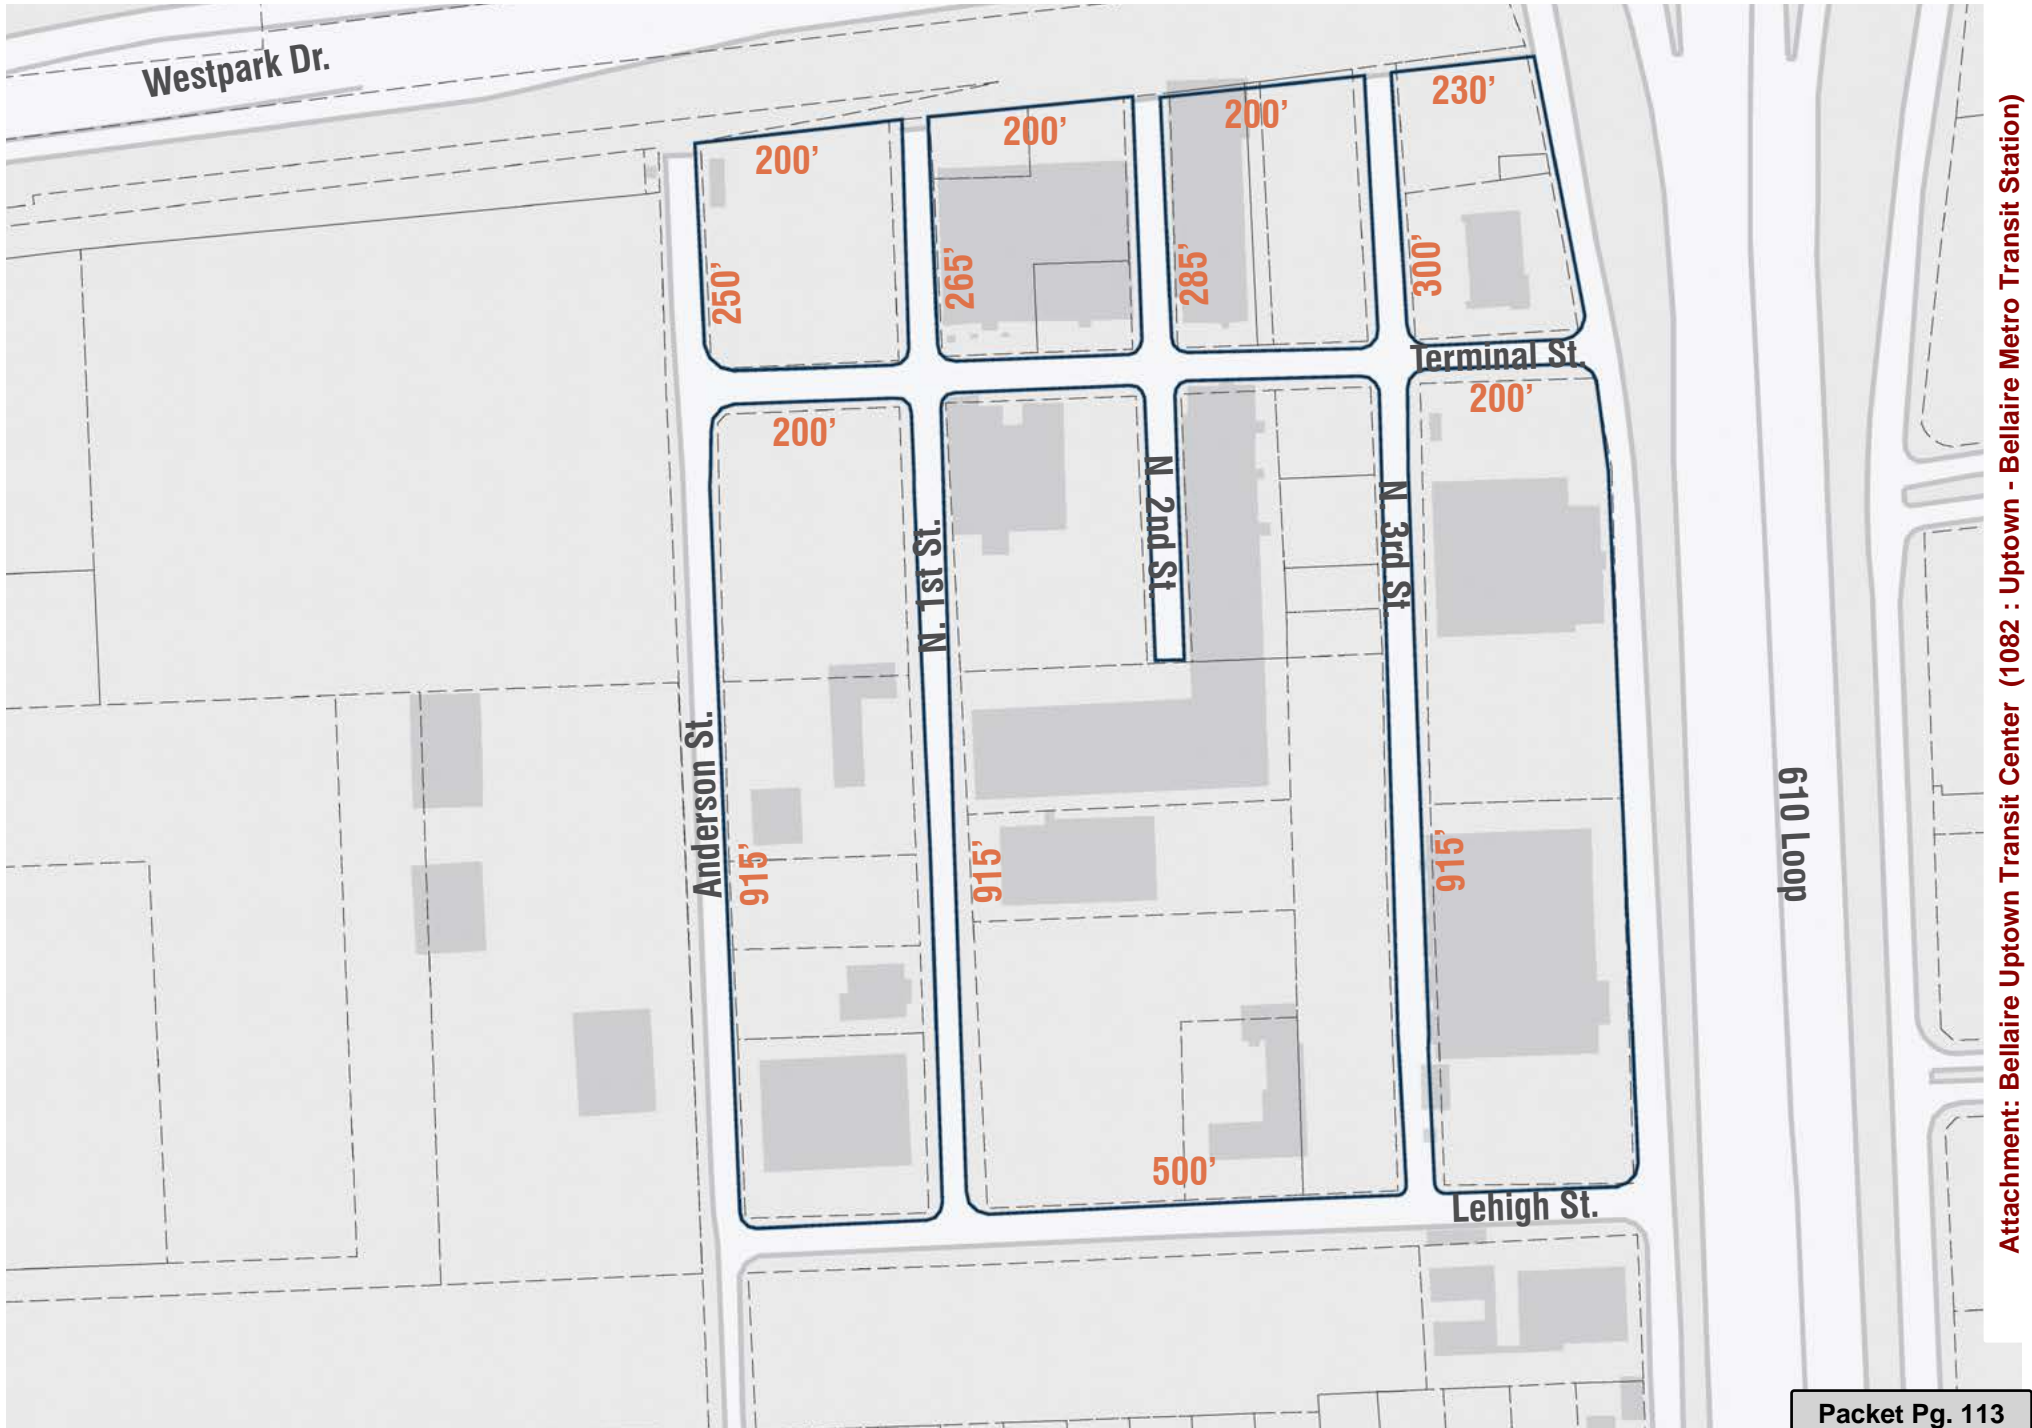 Westpark Dr.
200’
200’
200’
230’
250’
265’
285’
300’
Terminal St.
200’
200’
N. 1st St.
N. 2nd St.
N. 3rd St.
Anderson St.
915’
915’
915’
610 Loop
500’
Lehigh St.
Attachment: Bellaire Uptown Transit Center (1082 : Uptown - Bellaire Metro Transit Station)
Packet Pg. 113